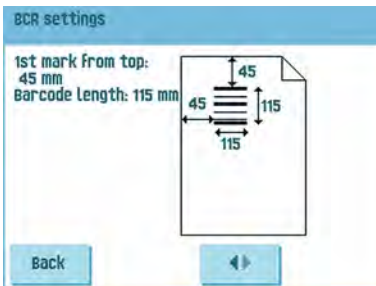 BCR settings
1st mark from top:
45 mm
Barcode length: 115 mm
45
45
115
115
Back